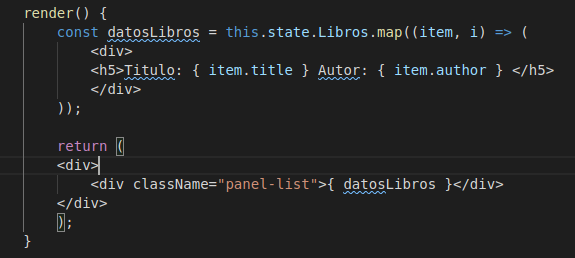 render() {
const datosLibros = this.state.Libros.map((item, i) => (
<div>
<h5>Titulo: { item.title } Autor: { item.author } </h5>
</div>
));
return (
<div>
<div className="panel-list">{ datosLibros }</div>
</div>
);
}